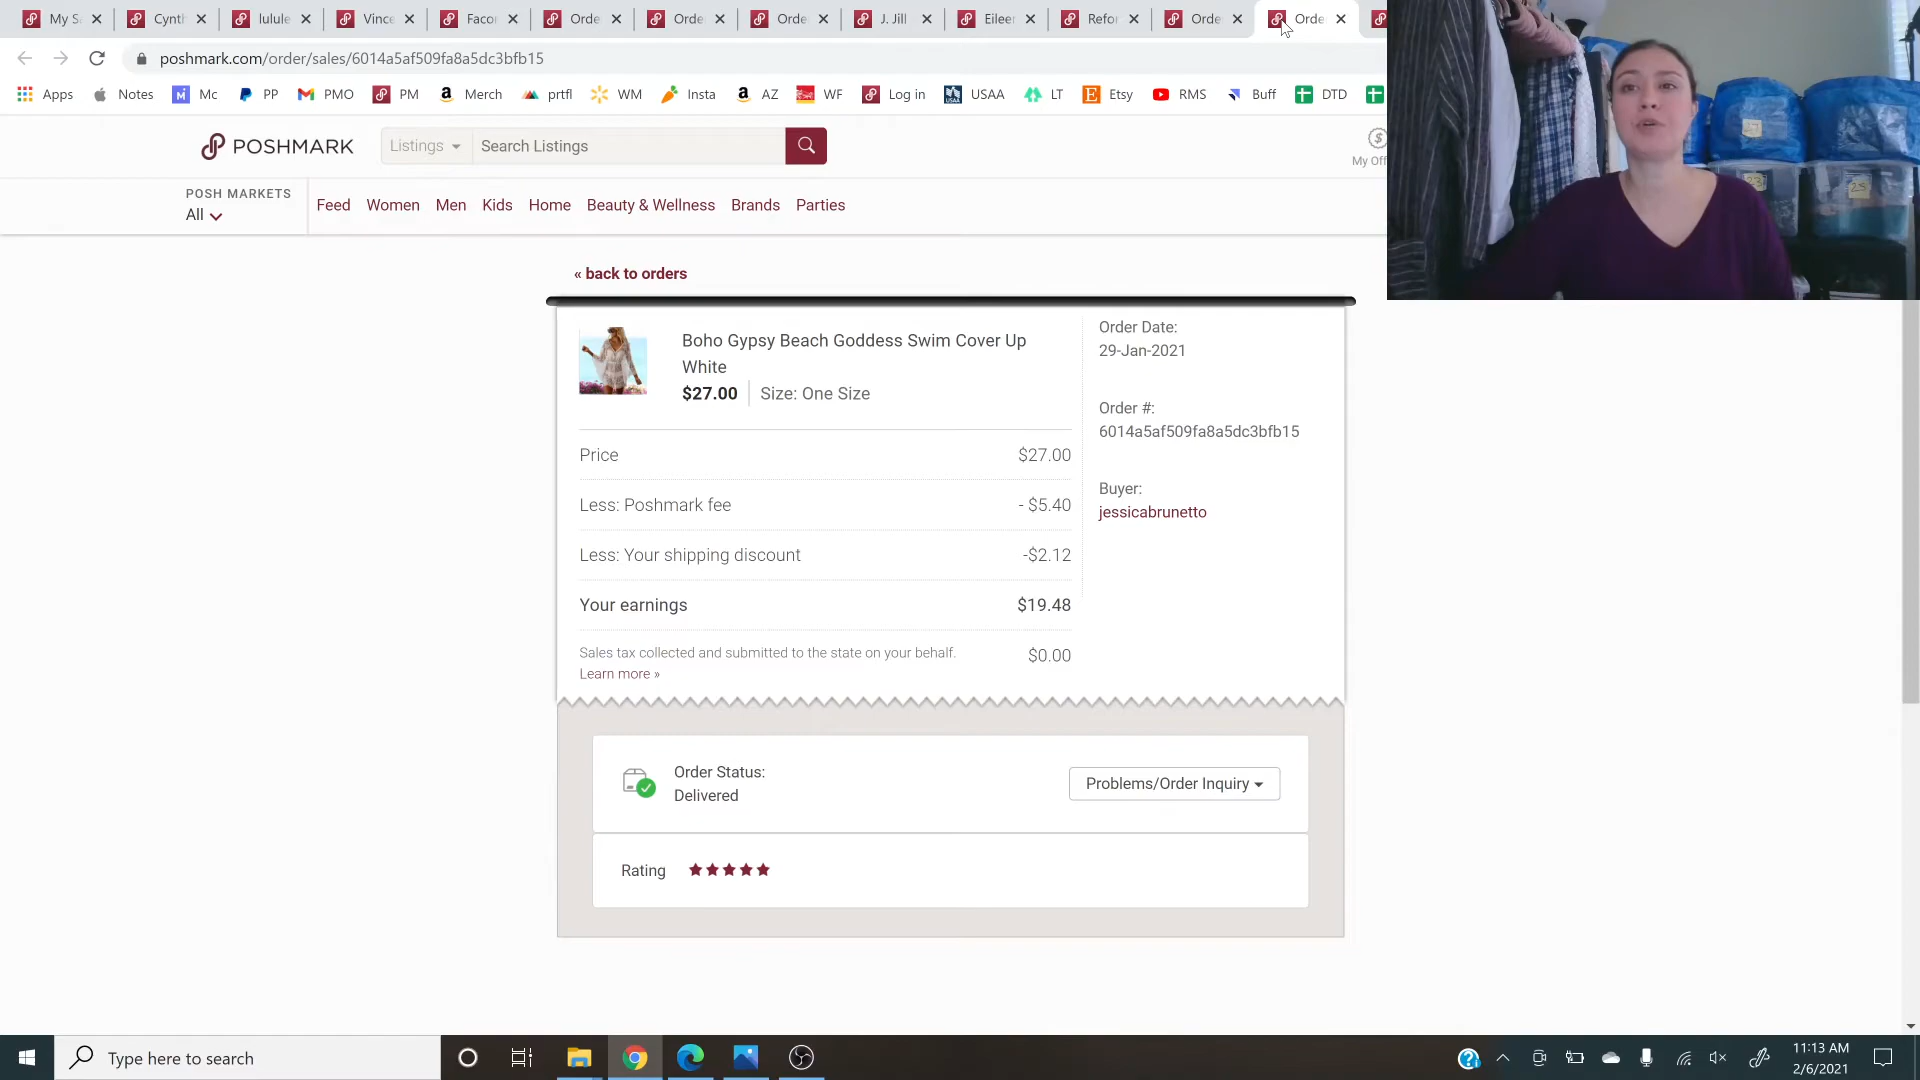 My S
Cynth
lulule
Vince
Facor
Orde
Orde
Orde
J. Jill
Eileer
Refor
Orde
Orde
poshmark.com/order/sales/6014a5af509fa8a5dc3bfb15
Apps
Notes
Mc
PP
PMO
PM
Merch
prtfl
WM
Insta
AZ
WF
Log in
USAA
LT
Etsy
RMS
Buff
DTD
POSHMARK
Listings
Search Listings
My Off
POSH MARKETS
All
Feed Women Men Kids Home Beauty & Wellness Brands Parties
« back to orders
Boho Gypsy Beach Goddess Swim Cover Up
White
$27.00 Size: One Size
Price $27.00
Less: Poshmark fee - $5.40
Less: Your shipping discount -$2.12
Your earnings $19.48
Sales tax collected and submitted to the state on your behalf. $0.00
Learn more »
Order Date:
29-Jan-2021
Order #:
6014a5af509fa8a5dc3bfb15
Buyer:
jessicabrunetto
Order Status:
Delivered
Problems/Order Inquiry
Rating
Type here to search
11:13 AM
2/6/2021